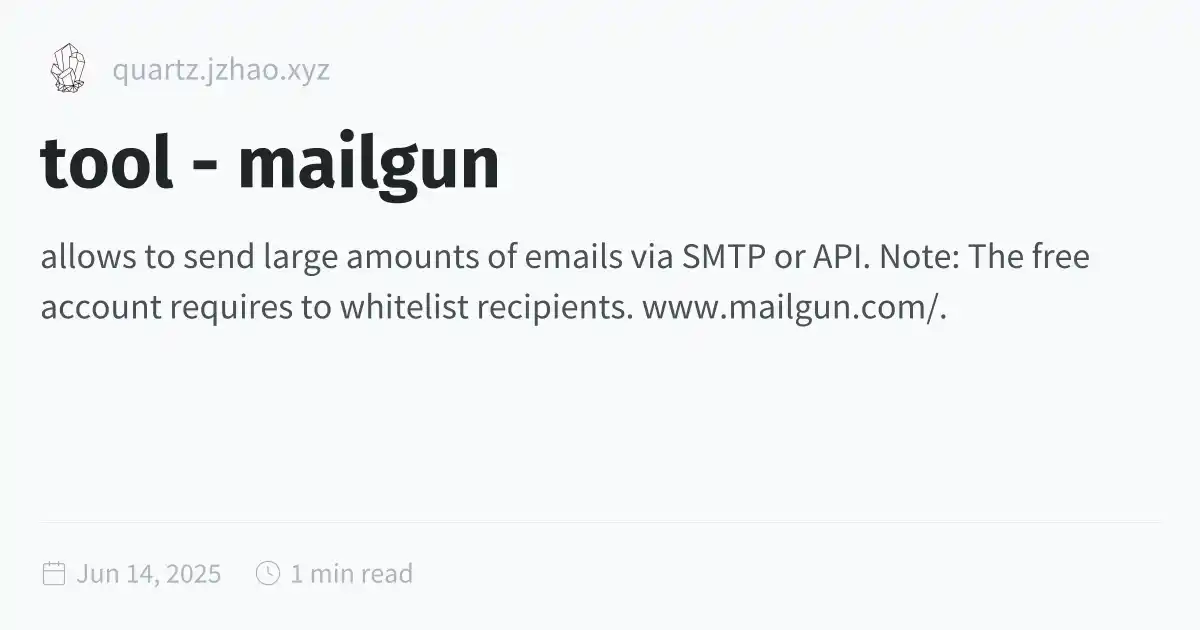 quartz.jzhao.xyz
tool - mailgun
allows to send large amounts of emails via SMTP or API. Note: The free
account requires to whitelist recipients. www.mailgun.com/.
Jun 14, 2025 1 min read